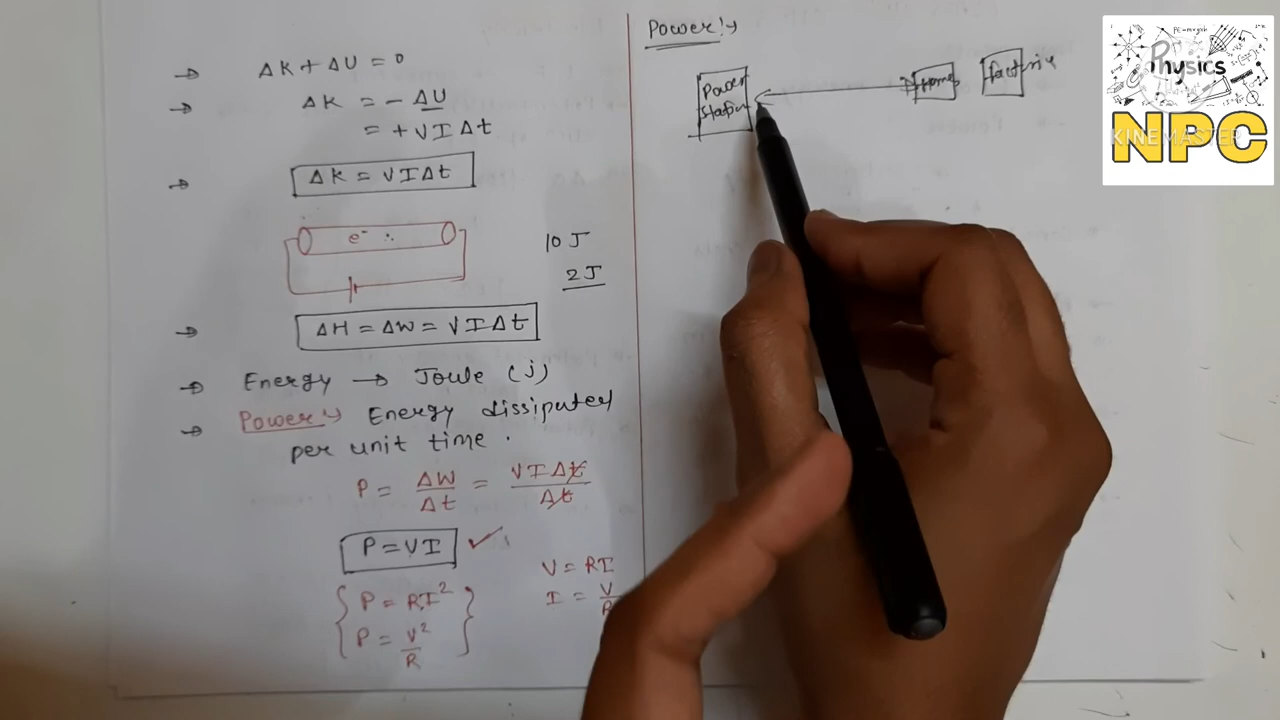 ΔK + ΔU = 0
ΔK = - ΔU
= + VIΔt
ΔK = VIΔt
e⁻
10 J
2 J
ΔH = ΔW = VIΔt
Energy → Joule (J)
Power :→ Energy dissipated
per unit time.
P = ΔW/Δt = VIΔt/Δt
P = VI ✓
V = RI
P = RI²
I = V/R
P = V²/R
Power :→
Power
Station
Home
Physics
NPC
KINEMASTER